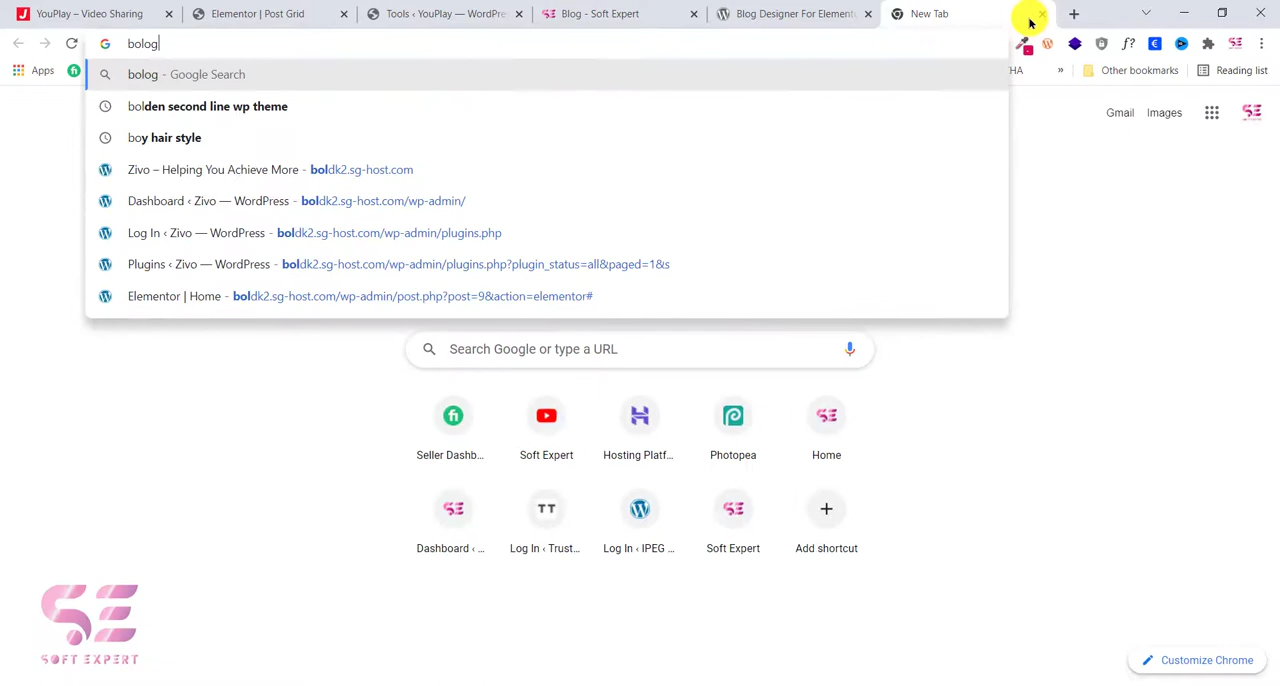 YouPlay – Video Sharing
Elementor | Post Grid
Tools ‹ YouPlay — WordPre
Blog - Soft Expert
Blog Designer For Element
New Tab
bolog
Apps
HA
»
Other bookmarks
Reading list
bolog - Google Search
bolden second line wp theme
boy hair style
Zivo – Helping You Achieve More - boldk2.sg-host.com
Dashboard ‹ Zivo — WordPress - boldk2.sg-host.com/wp-admin/
Log In ‹ Zivo — WordPress - boldk2.sg-host.com/wp-admin/plugins.php
Plugins ‹ Zivo — WordPress - boldk2.sg-host.com/wp-admin/plugins.php?plugin_status=all&paged=1&s
Elementor | Home - boldk2.sg-host.com/wp-admin/post.php?post=9&action=elementor#
Gmail Images
Search Google or type a URL
Seller Dashb... Soft Expert Hosting Platf... Photopea Home
Dashboard ‹ ... Log In ‹ Trust... Log In ‹ IPEG ... Soft Expert Add shortcut
SE
SOFT EXPERT
Customize Chrome